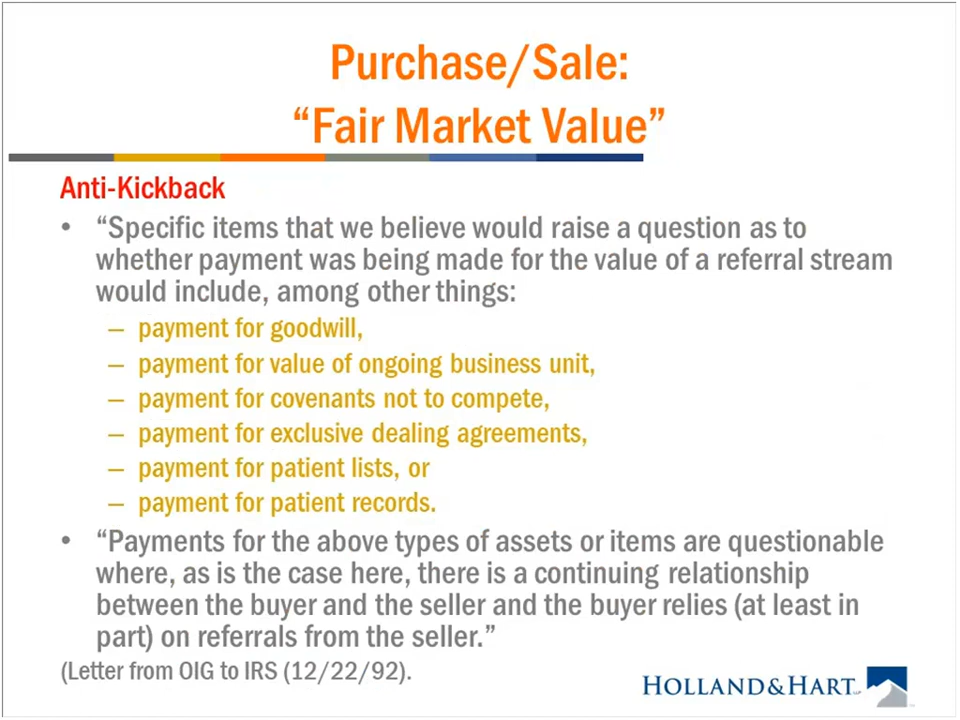 Purchase/Sale:
“Fair Market Value”
Anti-Kickback
• “Specific items that we believe would raise a question as to
whether payment was being made for the value of a referral stream
would include, among other things:
– payment for goodwill,
– payment for value of ongoing business unit,
– payment for covenants not to compete,
– payment for exclusive dealing agreements,
– payment for patient lists, or
– payment for patient records.
• “Payments for the above types of assets or items are questionable
where, as is the case here, there is a continuing relationship
between the buyer and the seller and the buyer relies (at least in
part) on referrals from the seller.”
(Letter from OIG to IRS (12/22/92).
HOLLAND&HART